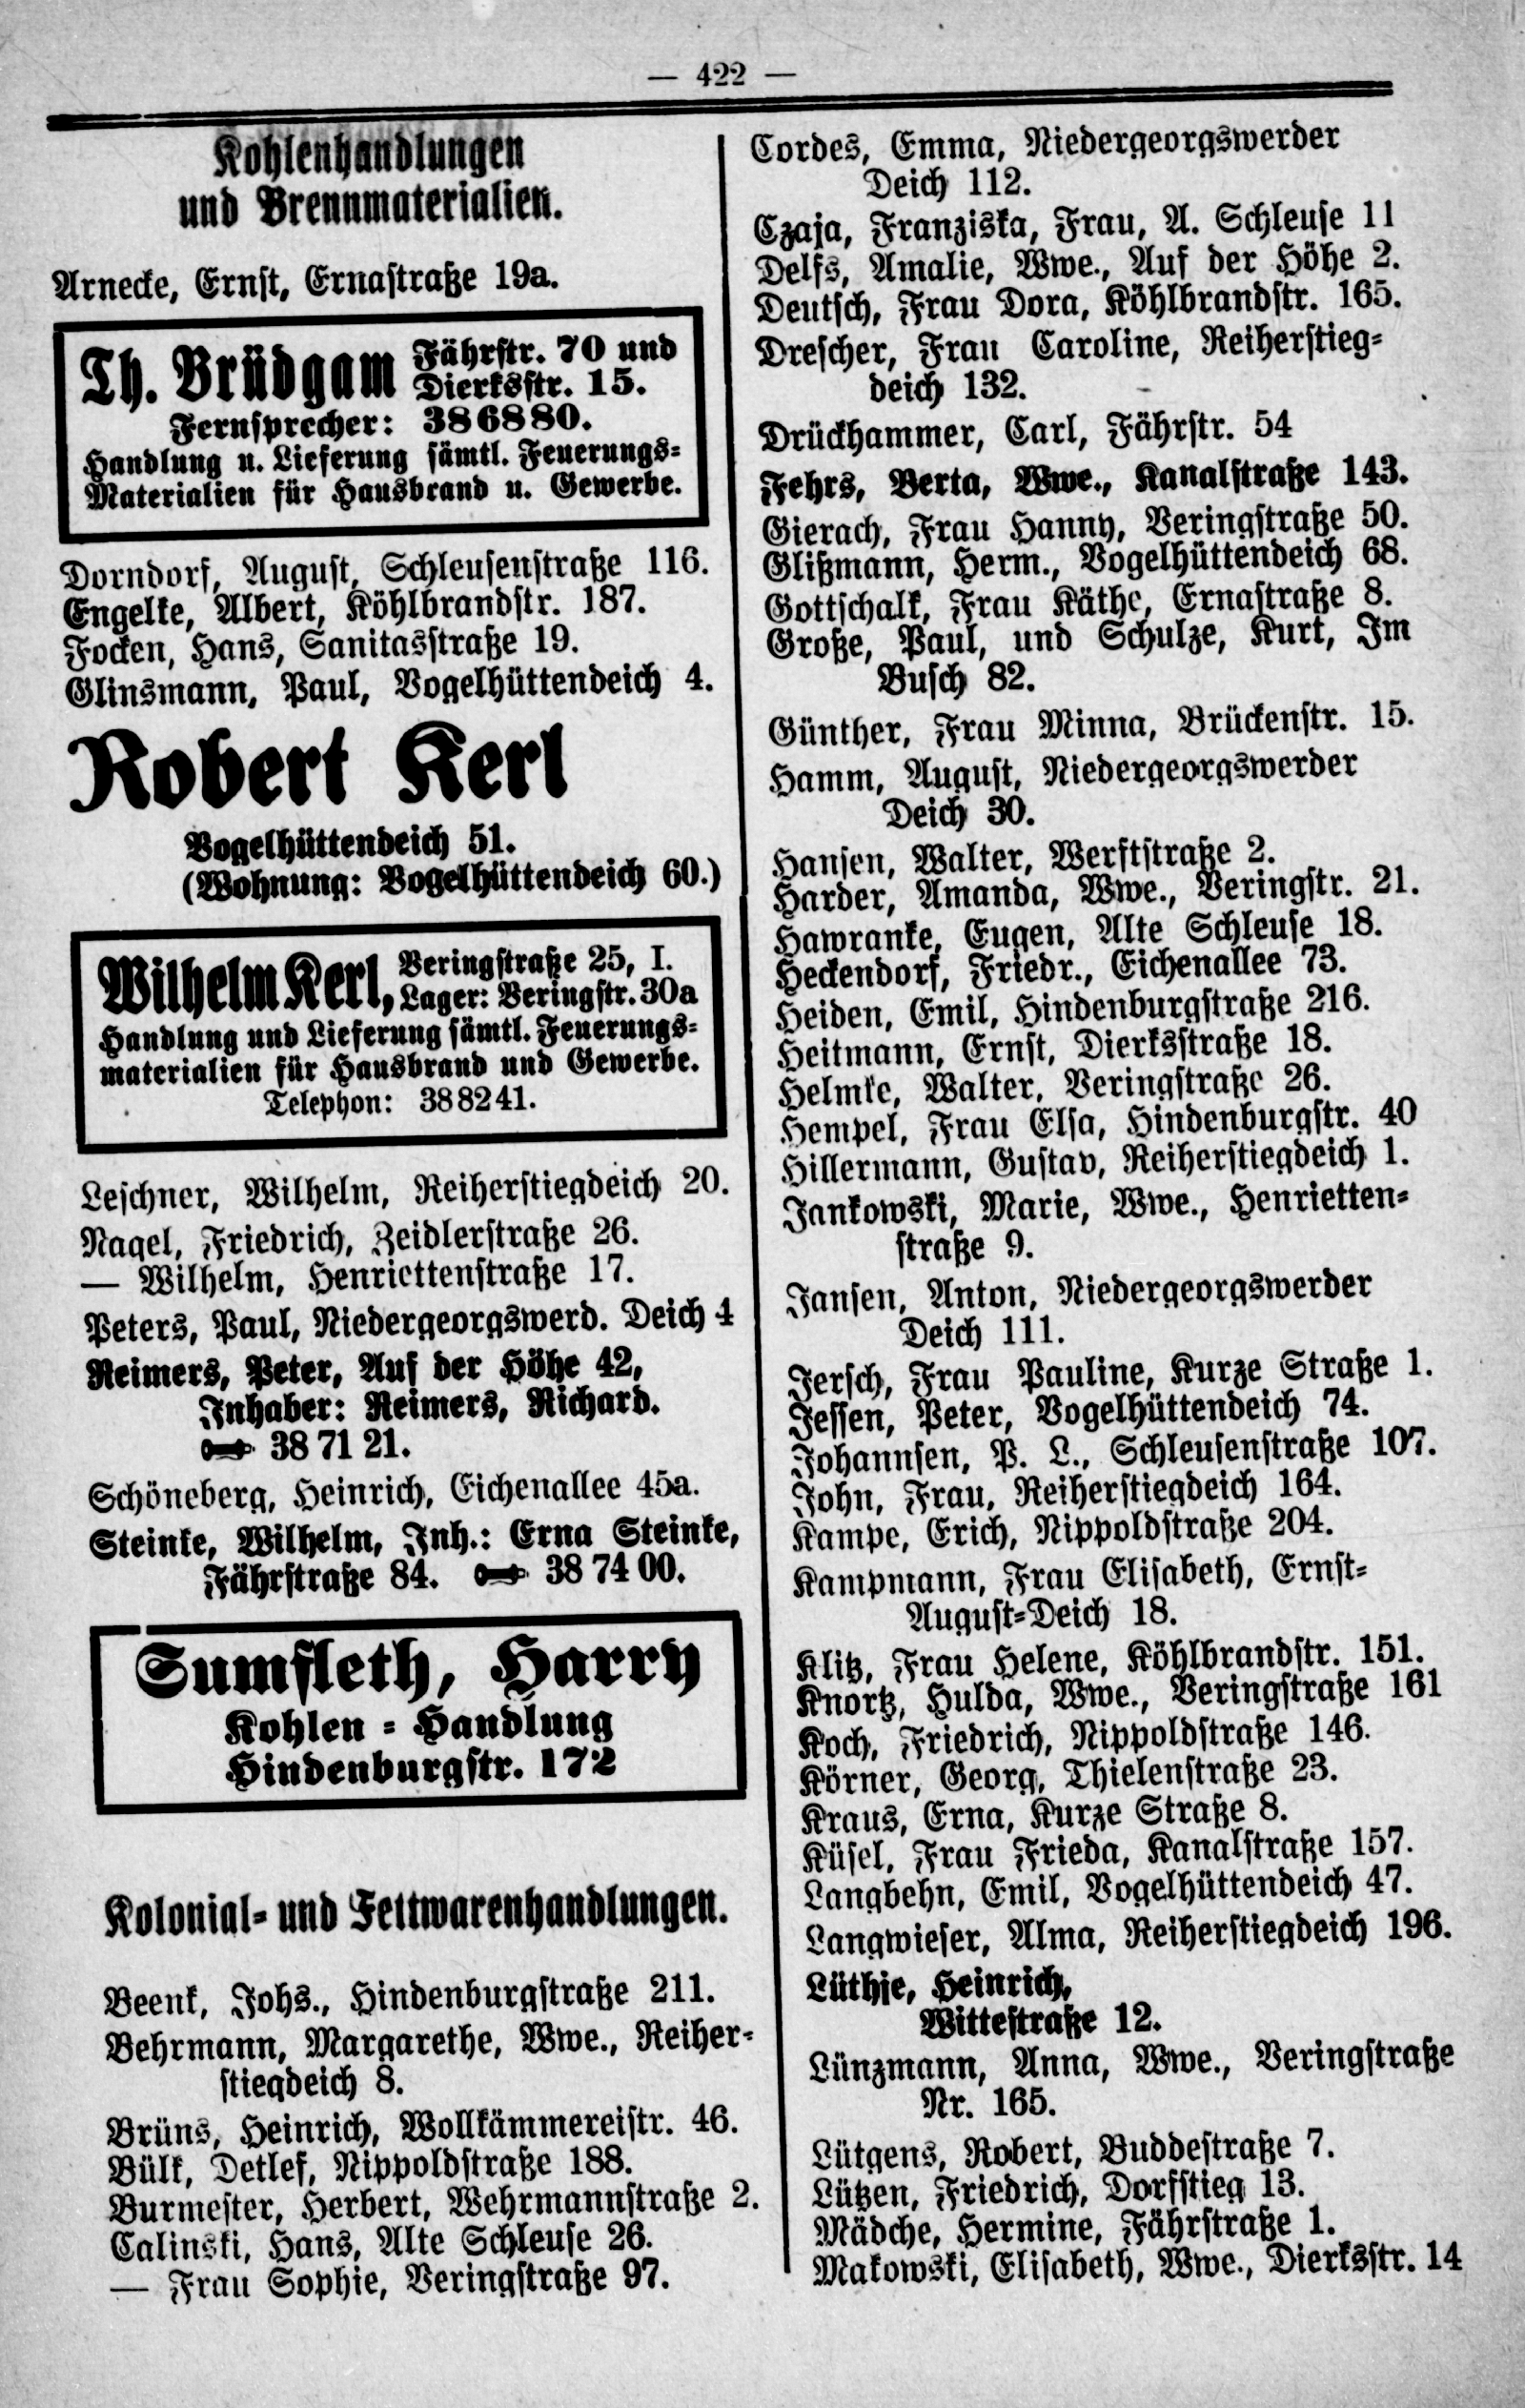 — 422 —
Kohlenhandlungen
und Brennmaterialien.
Arnecke, Ernst, Ernastraße 19a.
Th. Brüdgam Fährstr. 70 und
Dierksstr. 15.
Fernsprecher: 38 68 80.
Handlung u. Lieferung sämtl. Feuerungs-
Materialien für Hausbrand u. Gewerbe.
Dorndorf, August, Schleusenstraße 116.
Engelke, Albert, Köhlbrandstr. 187.
Focken, Hans, Sanitasstraße 19.
Glinsmann, Paul, Vogelhüttendeich 4.
Robert Kerl
Vogelhüttendeich 51.
(Wohnung: Vogelhüttendeich 60.)
Wilhelm Kerl, Veringstraße 25, I.
Lager: Veringstr. 30a
Handlung und Lieferung sämtl. Feuerungs-
materialien für Hausbrand und Gewerbe.
Telephon: 38 82 41.
Leschner, Wilhelm, Reiherstiegdeich 20.
Nagel, Friedrich, Zeidlerstraße 26.
— Wilhelm, Henriettenstraße 17.
Peters, Paul, Niedergeorgswerd. Deich 4
Reimers, Peter, Auf der Höhe 42,
Inhaber: Reimers, Richard.
38 71 21.
Schöneberg, Heinrich, Eichenallee 45a.
Steinke, Wilhelm, Inh.: Erna Steinke,
Fährstraße 84. 38 74 00.
Sumfleth, Harry
Kohlen-Handlung
Hindenburgstr. 172
Kolonial- und Fettwarenhandlungen.
Beenk, Johs., Hindenburgstraße 211.
Behrmann, Margarethe, Wwe., Reiher-
stiegdeich 8.
Brüns, Heinrich, Wollkämmereistr. 46.
Bülk, Detlef, Nippoldstraße 188.
Burmester, Herbert, Wehrmannstraße 2.
Calinski, Hans, Alte Schleuse 26.
— Frau Sophie, Veringstraße 97.
Cordes, Emma, Niedergeorgswerder
Deich 112.
Czaja, Franziska, Frau, A. Schleuse 11
Delfs, Amalie, Wwe., Auf der Höhe 2.
Deutsch, Frau Dora, Köhlbrandstr. 165.
Drescher, Frau Caroline, Reiherstieg-
deich 132.
Drückhammer, Carl, Fährstr. 54
Fehrs, Berta, Wwe., Kanalstraße 143.
Gierach, Frau Hanny, Veringstraße 50.
Glißmann, Herm., Vogelhüttendeich 68.
Gottschalk, Frau Käthe, Ernastraße 8.
Große, Paul, und Schulze, Kurt, Im
Busch 82.
Günther, Frau Minna, Brückenstr. 15.
Hamm, August, Niedergeorgswerder
Deich 30.
Hansen, Walter, Werftstraße 2.
Harder, Amanda, Wwe., Veringstr. 21.
Hawranke, Eugen, Alte Schleuse 18.
Heckendorf, Friedr., Eichenallee 73.
Heiden, Emil, Hindenburgstraße 216.
Heitmann, Ernst, Dierksstraße 18.
Helmke, Walter, Veringstraße 26.
Hempel, Frau Elsa, Hindenburgstr. 40
Hillermann, Gustav, Reiherstiegdeich 1.
Jankowski, Marie, Wwe., Henrietten-
straße 9.
Jansen, Anton, Niedergeorgswerder
Deich 111.
Jersch, Frau Pauline, Kurze Straße 1.
Jessen, Peter, Vogelhüttendeich 74.
Johannsen, P. L., Schleusenstraße 107.
John, Frau, Reiherstiegdeich 164.
Kampe, Erich, Nippoldstraße 204.
Kampmann, Frau Elisabeth, Ernst-
August-Deich 18.
Klitz, Frau Helene, Köhlbrandstr. 151.
Knortz, Hulda, Wwe., Veringstraße 161
Koch, Friedrich, Nippoldstraße 146.
Körner, Georg, Thielenstraße 23.
Kraus, Erna, Kurze Straße 8.
Küsel, Frau Frieda, Kanalstraße 157.
Langbehn, Emil, Vogelhüttendeich 47.
Langwieser, Alma, Reiherstiegdeich 196.
Lüthje, Heinrich,
Wittestraße 12.
Lünzmann, Anna, Wwe., Veringstraße
Nr. 165.
Lütgens, Robert, Buddestraße 7.
Lützen, Friedrich, Dorfstieg 13.
Mädche, Hermine, Fährstraße 1.
Makowski, Elisabeth, Wwe., Dierksstr. 14